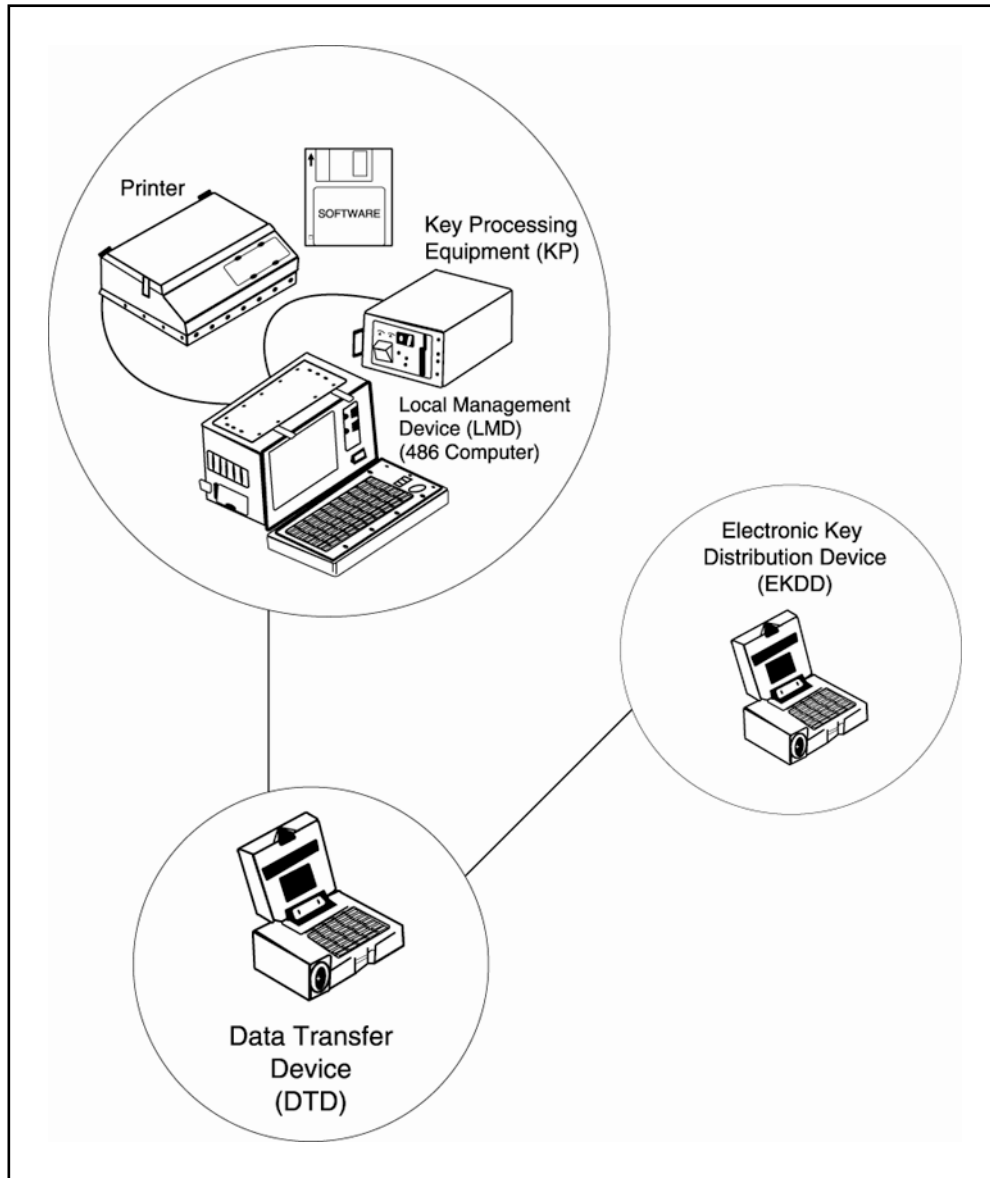 Printer
SOFTWARE
Key Processing
Equipment (KP)
Local Management
Device (LMD)
(486 Computer)
Electronic Key
Distribution Device
(EKDD)
Data Transfer
Device
(DTD)